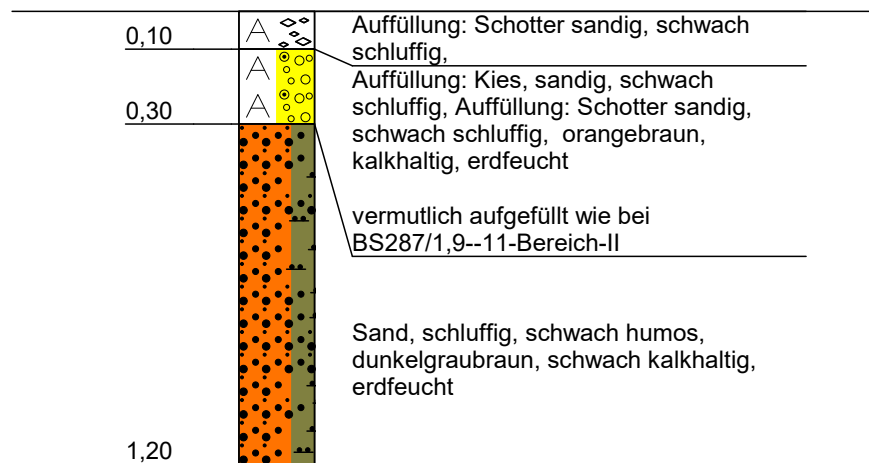 0,10
A
Auffüllung: Schotter sandig, schwach
schluffig,
A
Auffüllung: Kies, sandig, schwach
0,30
A
schluffig, Auffüllung: Schotter sandig,
schwach schluffig,  orangebraun,
kalkhaltig, erdfeucht
vermutlich aufgefüllt wie bei
BS287/1,9--11-Bereich-II
Sand, schluffig, schwach humos,
dunkelgraubraun, schwach kalkhaltig,
erdfeucht
1,20